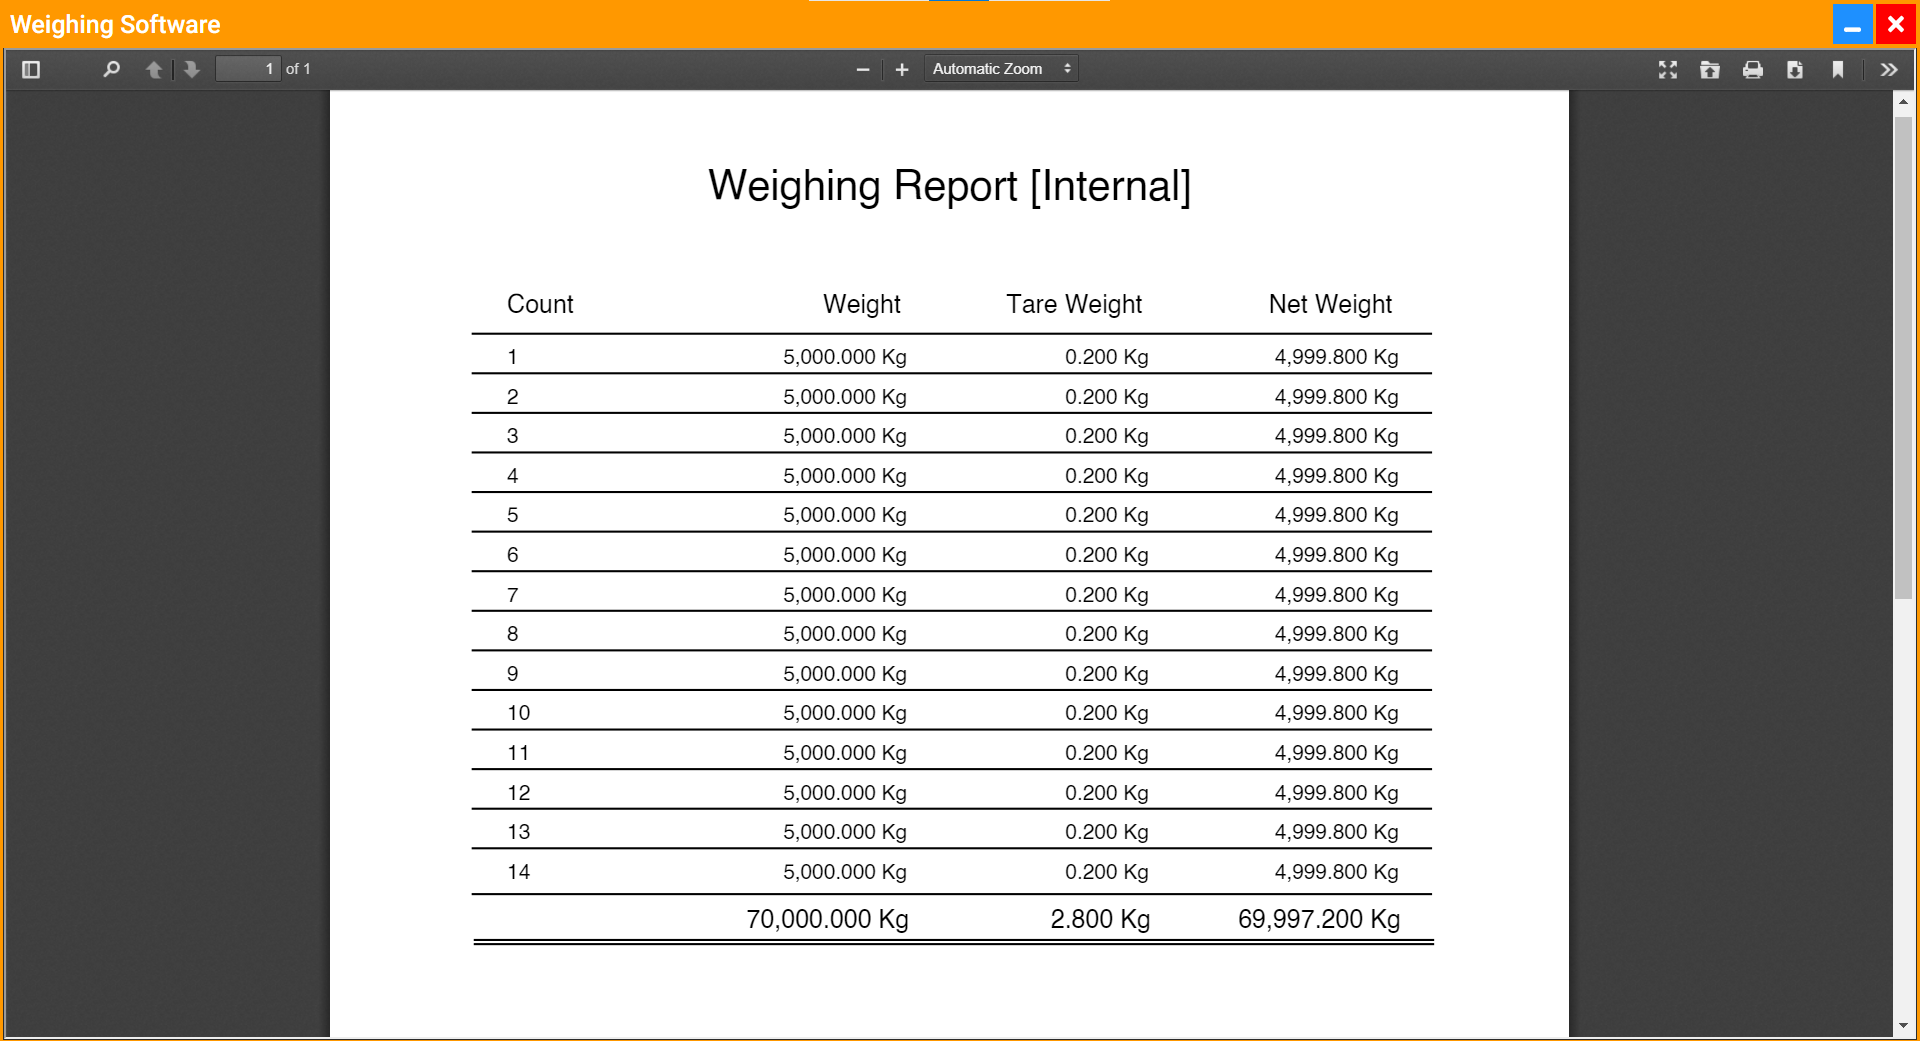 Weighing Software
1 of 1
Automatic Zoom
Weighing Report [Internal]
Count Weight Tare Weight Net Weight
1 5,000.000 Kg 0.200 Kg 4,999.800 Kg
2 5,000.000 Kg 0.200 Kg 4,999.800 Kg
3 5,000.000 Kg 0.200 Kg 4,999.800 Kg
4 5,000.000 Kg 0.200 Kg 4,999.800 Kg
5 5,000.000 Kg 0.200 Kg 4,999.800 Kg
6 5,000.000 Kg 0.200 Kg 4,999.800 Kg
7 5,000.000 Kg 0.200 Kg 4,999.800 Kg
8 5,000.000 Kg 0.200 Kg 4,999.800 Kg
9 5,000.000 Kg 0.200 Kg 4,999.800 Kg
10 5,000.000 Kg 0.200 Kg 4,999.800 Kg
11 5,000.000 Kg 0.200 Kg 4,999.800 Kg
12 5,000.000 Kg 0.200 Kg 4,999.800 Kg
13 5,000.000 Kg 0.200 Kg 4,999.800 Kg
14 5,000.000 Kg 0.200 Kg 4,999.800 Kg
70,000.000 Kg 2.800 Kg 69,997.200 Kg